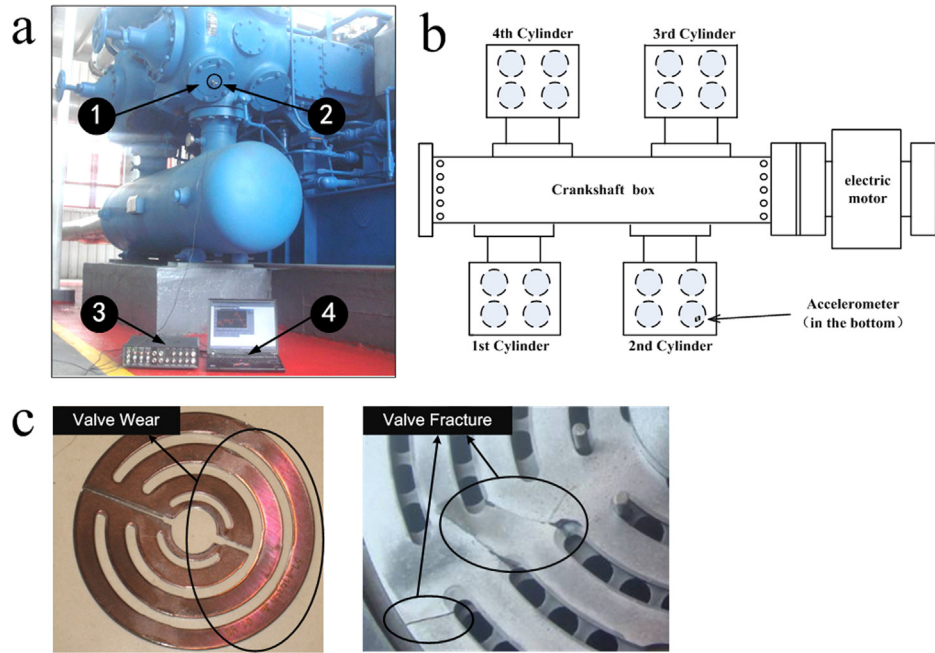 a
1
2
3
4
b
4th Cylinder
3rd Cylinder
Crankshaft box
electric
motor
Accelerometer
（in the bottom）
1st Cylinder
2nd Cylinder
c
Valve Wear
Valve Fracture